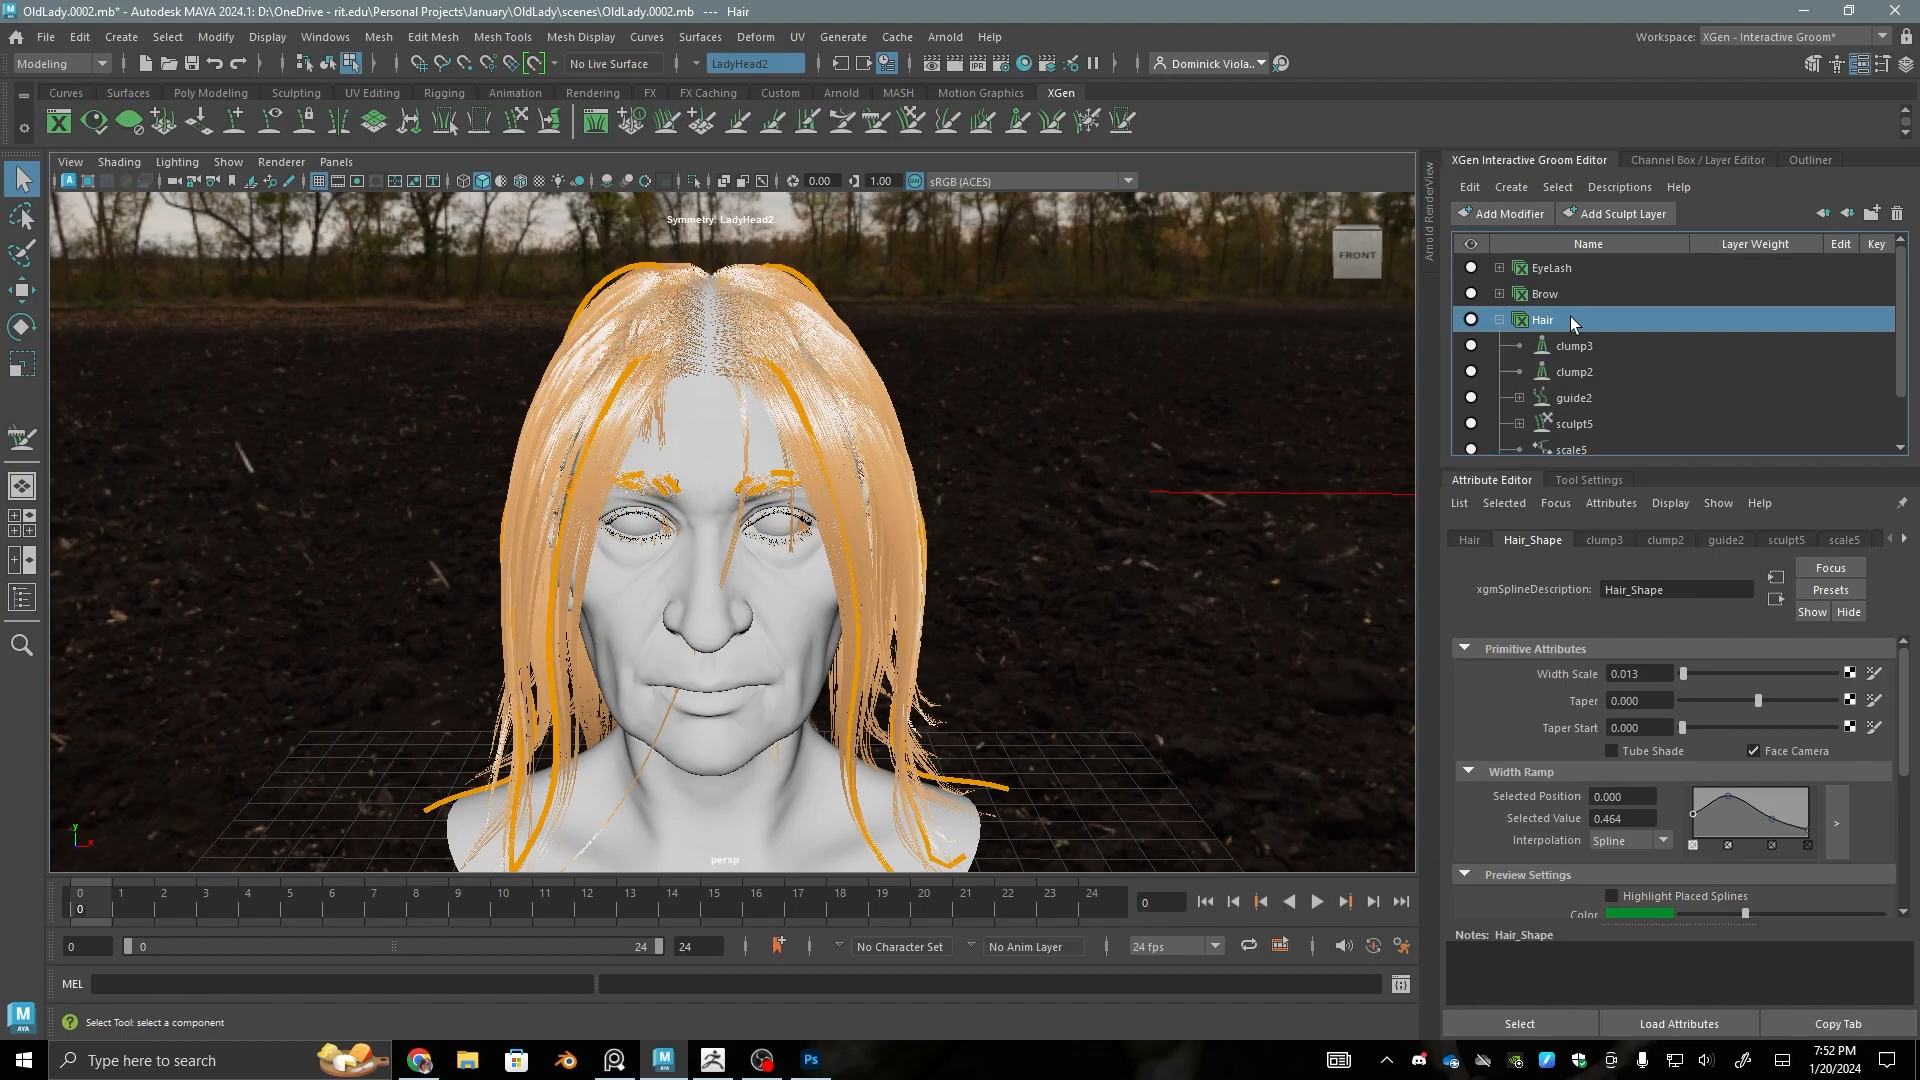 OldLady.0002.mb* - Autodesk MAYA 2024.1: D:\OneDrive - rit.edu\Personal Projects\January\OldLady\scenes\OldLady.0002.mb --- Hair
File Edit Create Select Modify Display Windows Mesh Edit Mesh Mesh Tools Mesh Display Curves Surfaces Deform UV Generate Cache Arnold Help
Workspace: XGen - Interactive Groom*
Modeling No Live Surface LadyHead2 Dominick Viola..
Curves Surfaces Poly Modeling Sculpting UV Editing Rigging Animation Rendering FX FX Caching Custom Arnold MASH Motion Graphics XGen
View Shading Lighting Show Renderer Panels
0.00 1.00 ON sRGB (ACES)
Symmetry: LadyHead2
FRONT
persp
y
x
Arnold RenderView
XGen Interactive Groom Editor Channel Box / Layer Editor Outliner
Edit Create Select Descriptions Help
Add Modifier Add Sculpt Layer
Name Layer Weight Edit Key
EyeLash
Brow
Hair
clump3
clump2
guide2
sculpt5
scale5
Attribute Editor Tool Settings
List Selected Focus Attributes Display Show Help
Hair Hair_Shape clump3 clump2 guide2 sculpt5 scale5
Focus
xgmSplineDescription: Hair_Shape Presets
Show Hide
Primitive Attributes
Width Scale 0.013
Taper 0.000
Taper Start 0.000
Tube Shade Face Camera
Width Ramp
Selected Position 0.000
Selected Value 0.464
Interpolation Spline
>
Preview Settings
Highlight Placed Splines
Color
Notes: Hair_Shape
Select Load Attributes Copy Tab
0 1 2 3 4 5 6 7 8 9 10 11 12 13 14 15 16 17 18 19 20 21 22 23 24
0 0
0 0 24 24 No Character Set No Anim Layer 24 fps
MEL
Select Tool: select a component
M
AYA
Type here to search
Ps
7:52 PM
1/20/2024